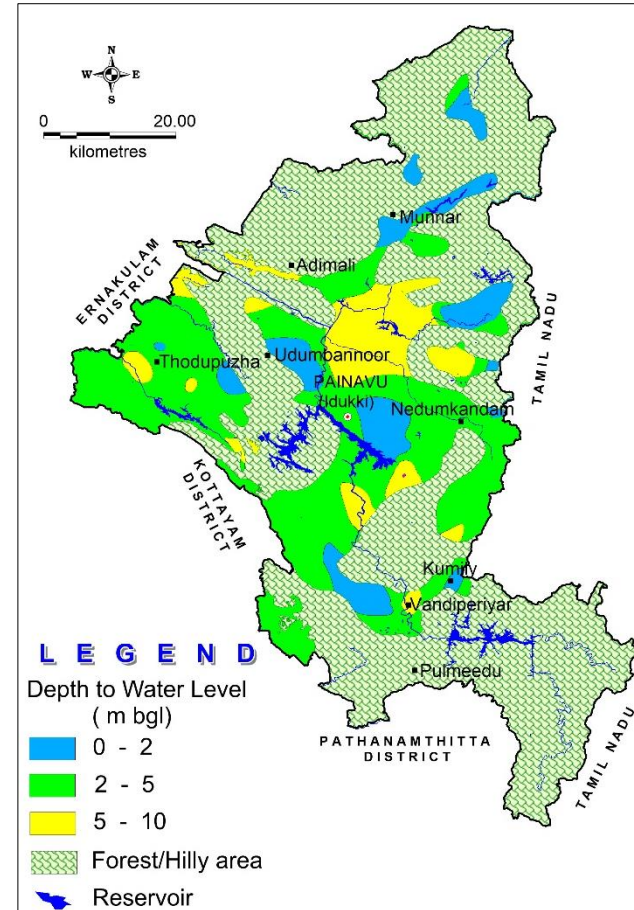 N
W E
S
0 20.00
kilometres
Munnar
Adimali
ERNAKULAM
DISTRICT
TAMIL NADU
Udumbannoor
Thodupuzha
PAINAVU
(Idukki)
Nedumkandam
KOTTAYAM
DISTRICT
Kumily
Vandiperiyar
Pulmeedu
PATHANAMTHITTA
DISTRICT
TAMIL NADU
LEGEND
Depth to Water Level
( m bgl)
0 - 2
2 - 5
5 - 10
Forest/Hilly area
Reservoir